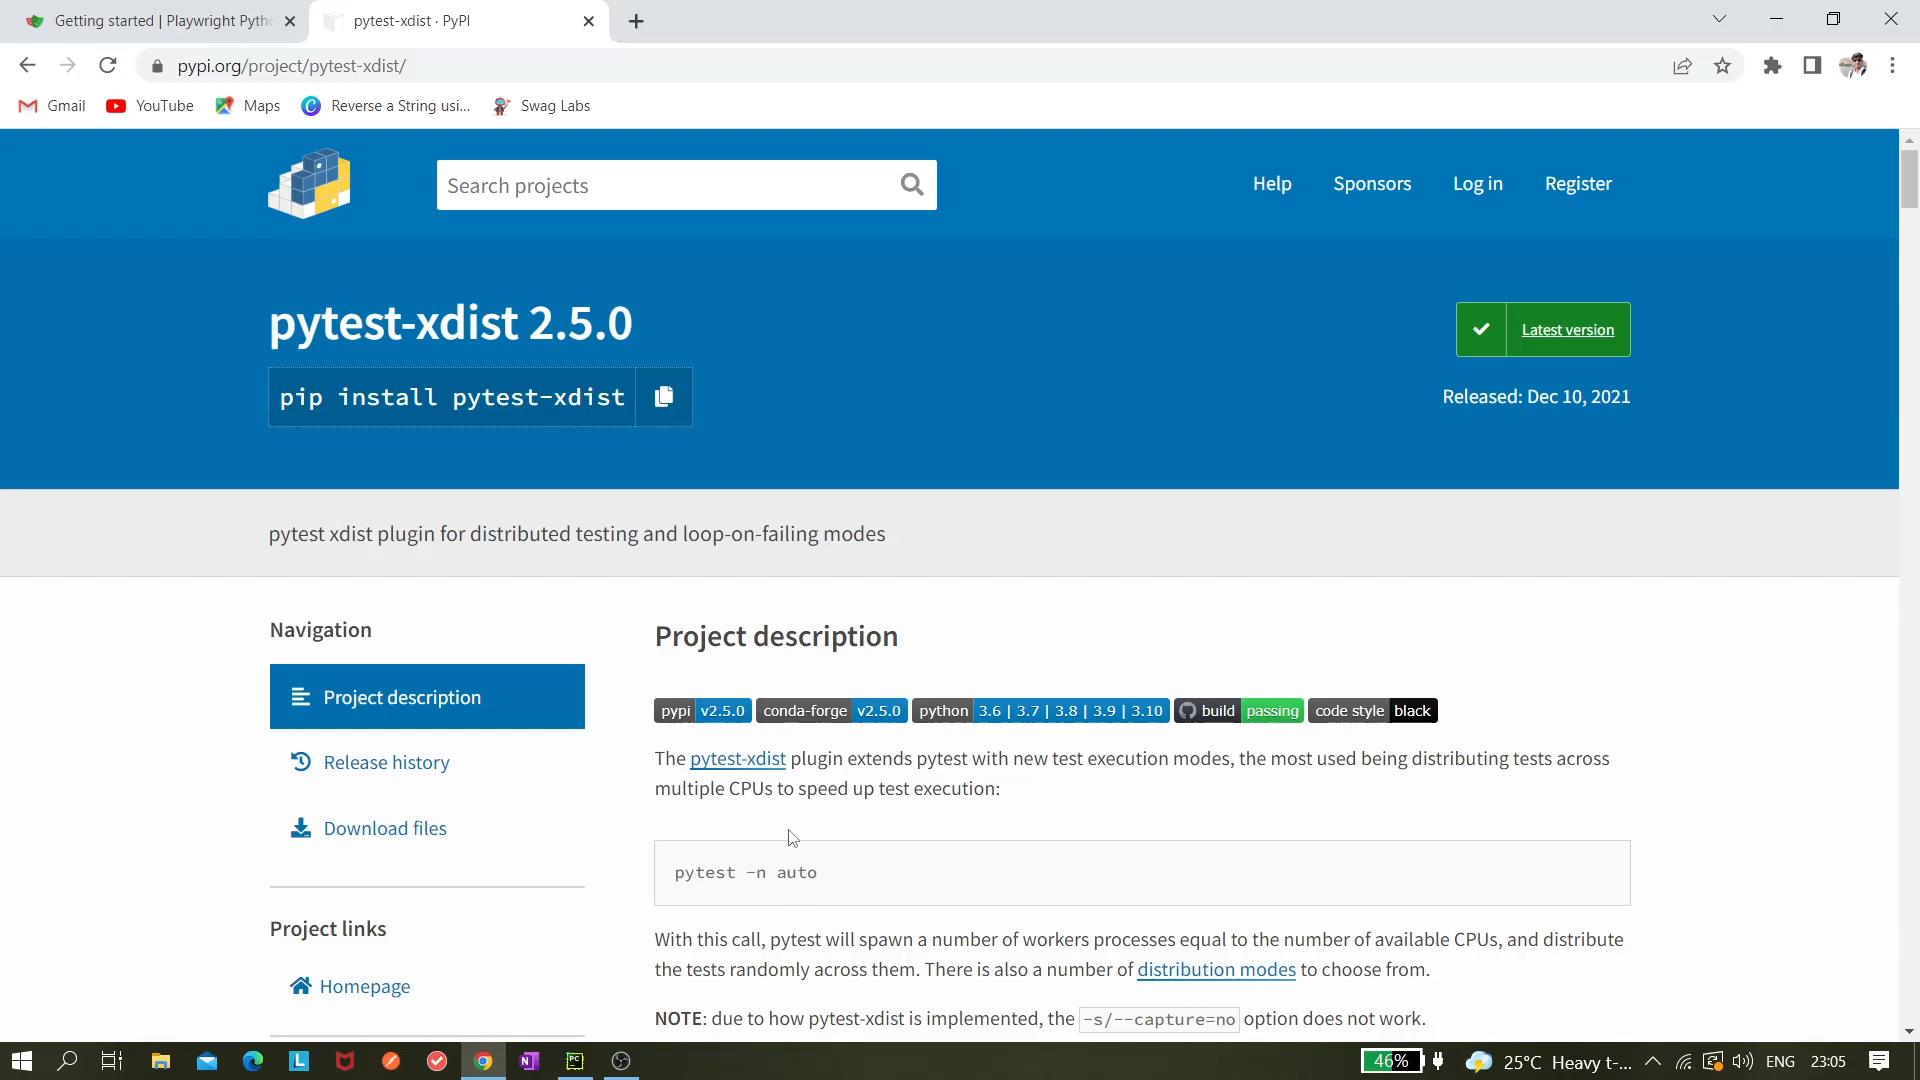 Getting started | Playwright Pyth
pytest-xdist · PyPI
pypi.org/project/pytest-xdist/
Gmail
YouTube
Maps
Reverse a String usi...
Swag Labs
Search projects
Help
Sponsors
Log in
Register
pytest-xdist 2.5.0
Latest version
pip install pytest-xdist
Released: Dec 10, 2021
pytest xdist plugin for distributed testing and loop-on-failing modes
Navigation
Project description
Release history
Download files
Project links
Homepage
Project description
pypi v2.5.0 conda-forge v2.5.0 python 3.6 | 3.7 | 3.8 | 3.9 | 3.10 build passing code style black
The pytest-xdist plugin extends pytest with new test execution modes, the most used being distributing tests across
multiple CPUs to speed up test execution:
pytest -n auto
With this call, pytest will spawn a number of workers processes equal to the number of available CPUs, and distribute
the tests randomly across them. There is also a number of distribution modes to choose from.
NOTE: due to how pytest-xdist is implemented, the -s/--capture=no option does not work.
46%
25°C Heavy t-...
ENG
23:05